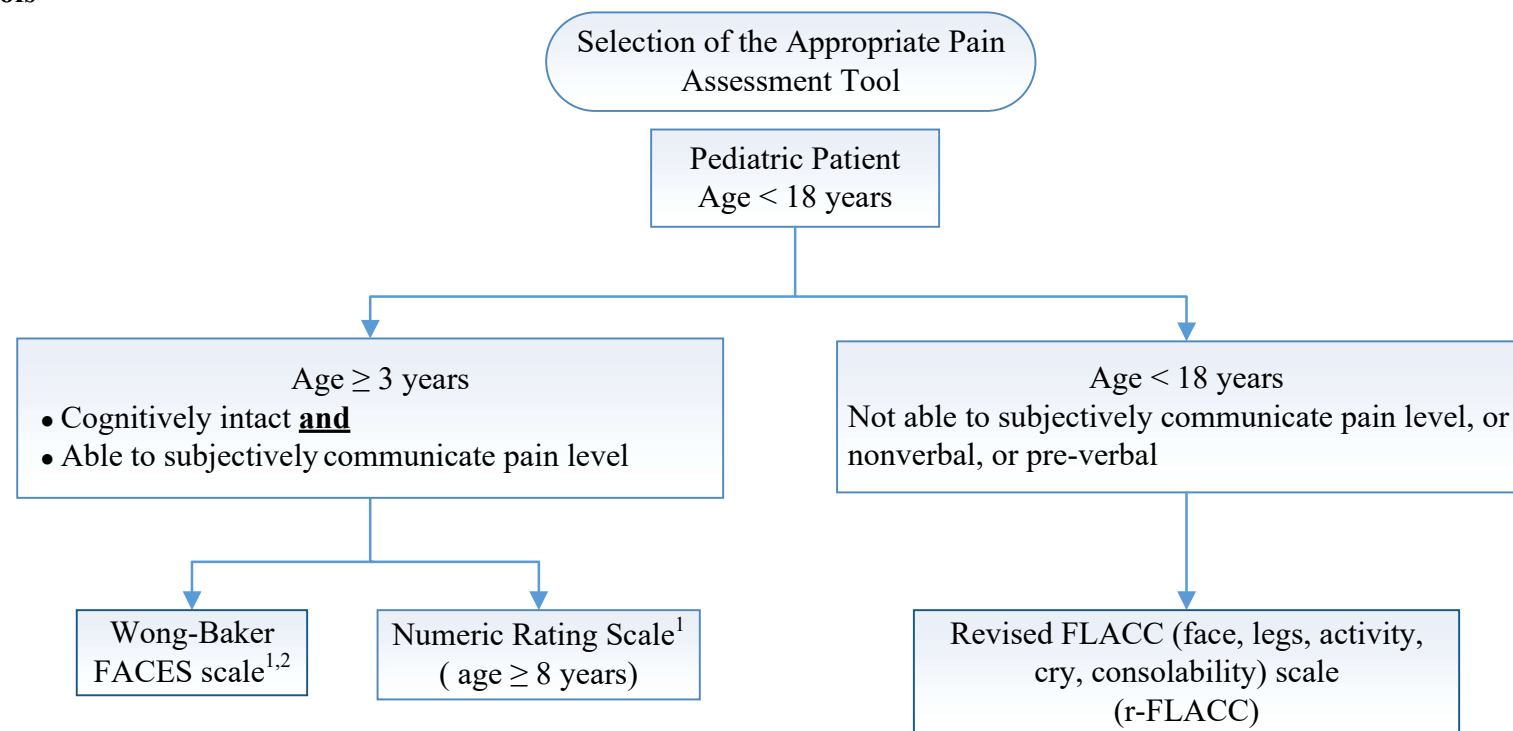 Selection of the Appropriate Pain
Assessment Tool
Pediatric Patient
Age < 18 years
Age ≥ 3 years
• Cognitively intact and
• Able to subjectively communicate pain level
Age < 18 years
Not able to subjectively communicate pain level, or
nonverbal, or pre-verbal
Wong-Baker
FACES scale1,2
Numeric Rating Scale1
( age ≥ 8 years)
Revised FLACC (face, legs, activity,
cry, consolability) scale
(r-FLACC)